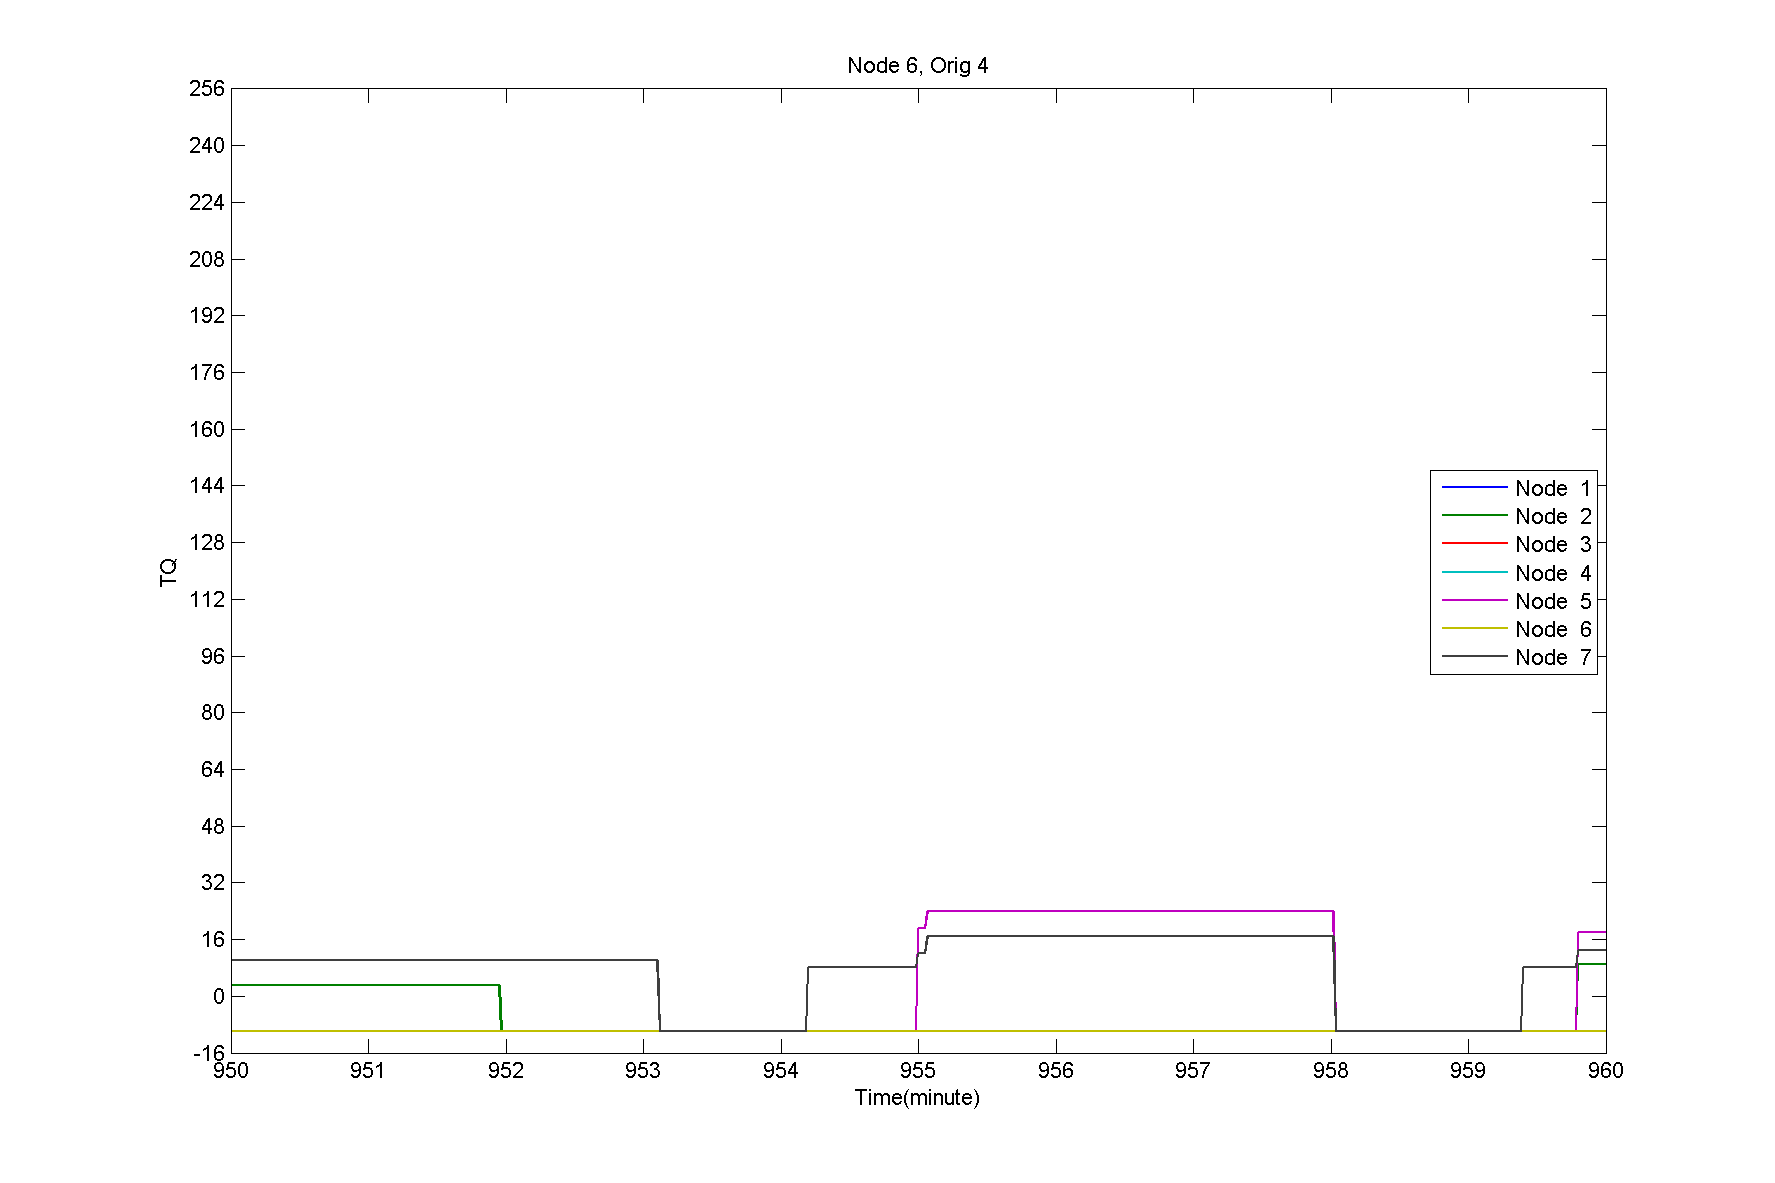 Node 6, Orig 4
256
240
224
208
192
176
160
144
128
112
96
80
64
48
32
16
0
-16
TQ
Node 1
Node 2
Node 3
Node 4
Node 5
Node 6
Node 7
950 951 952 953 954 955 956 957 958 959 960
Time(minute)